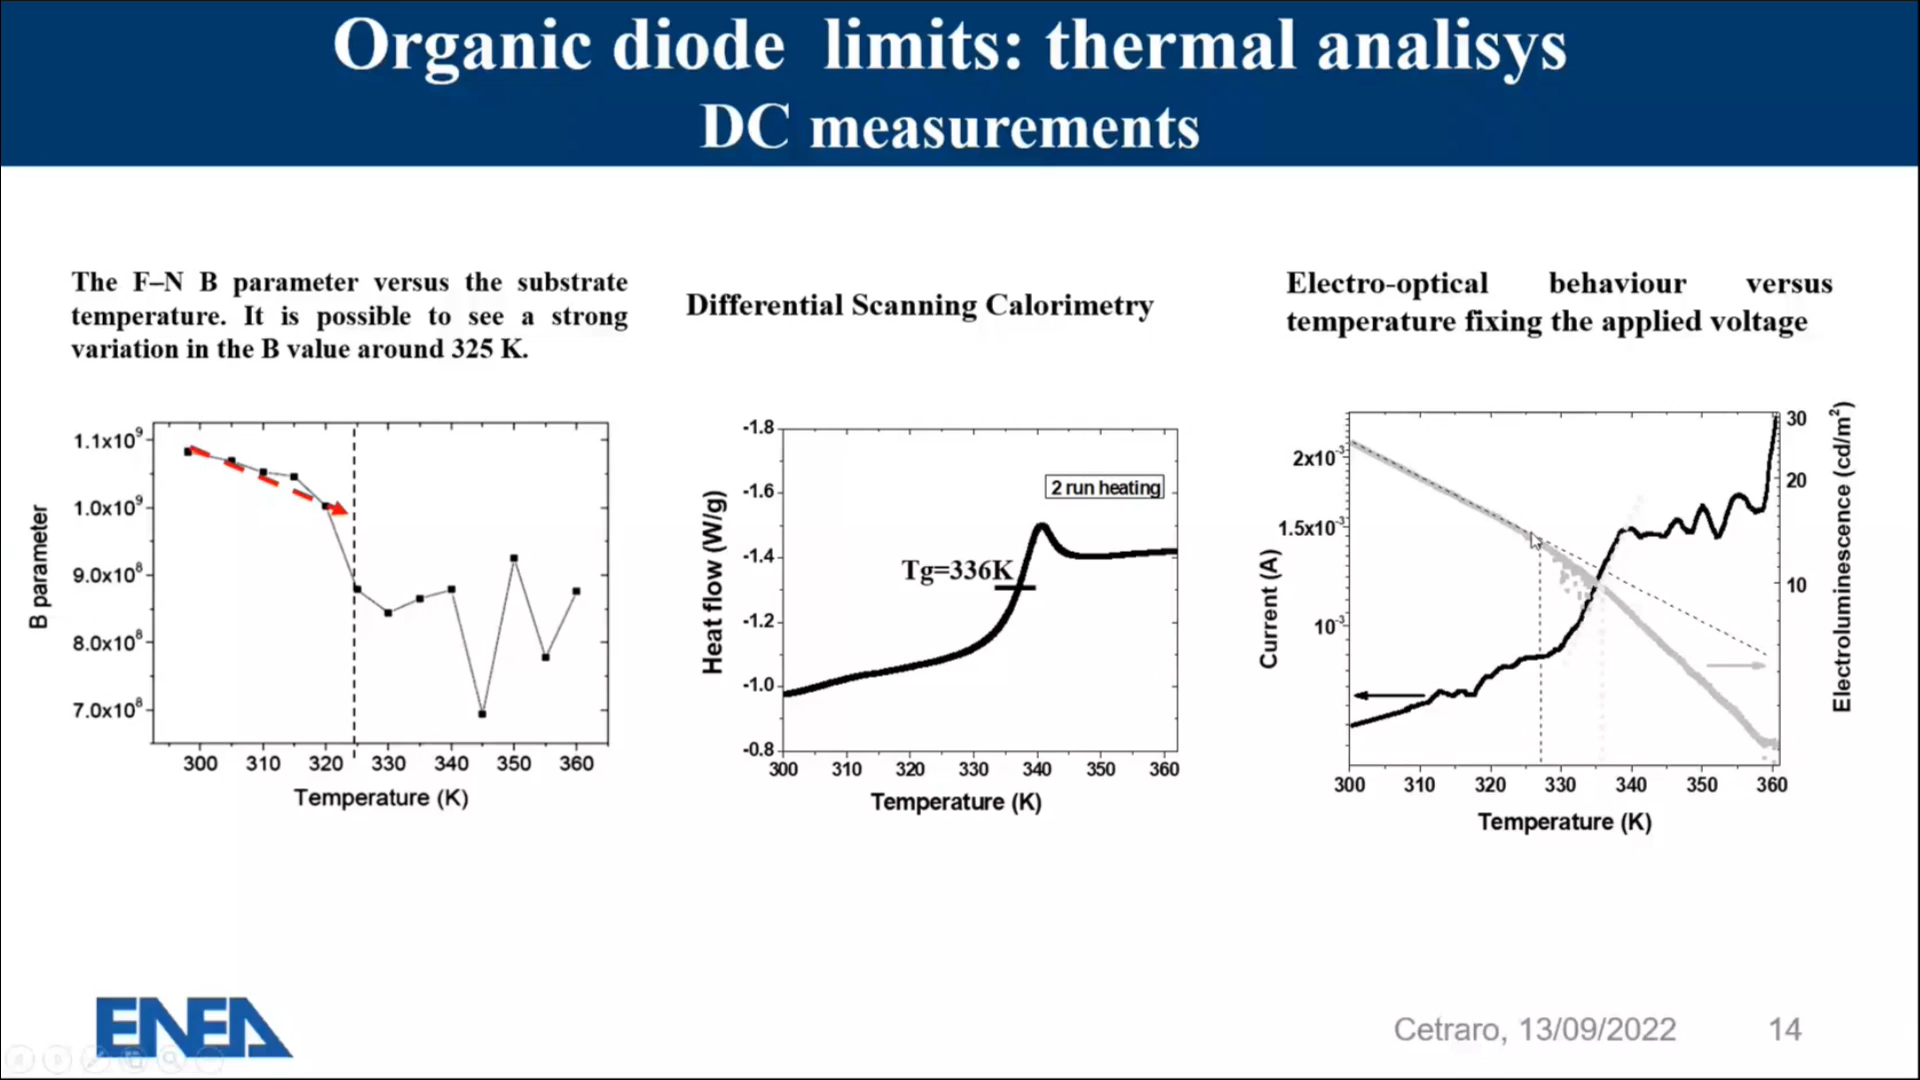 Organic diode limits: thermal analisys
DC measurements
The F–N B parameter versus the substrate
temperature. It is possible to see a strong
variation in the B value around 325 K.
1.1x10⁹
1.0x10⁹
9.0x10⁸
8.0x10⁸
7.0x10⁸
B parameter
300 310 320 330 340 350 360
Temperature (K)
Differential Scanning Calorimetry
-1.8
-1.6
-1.4
-1.2
-1.0
-0.8
Heat flow (W/g)
2 run heating
Tg=336K
300 310 320 330 340 350 360
Temperature (K)
Electro-optical behaviour versus
temperature fixing the applied voltage
2x10⁻³
1.5x10⁻³
10⁻³
Current (A)
30
20
10
Electroluminescence (cd/m²)
300 310 320 330 340 350 360
Temperature (K)
ENEA
Cetraro, 13/09/2022 14